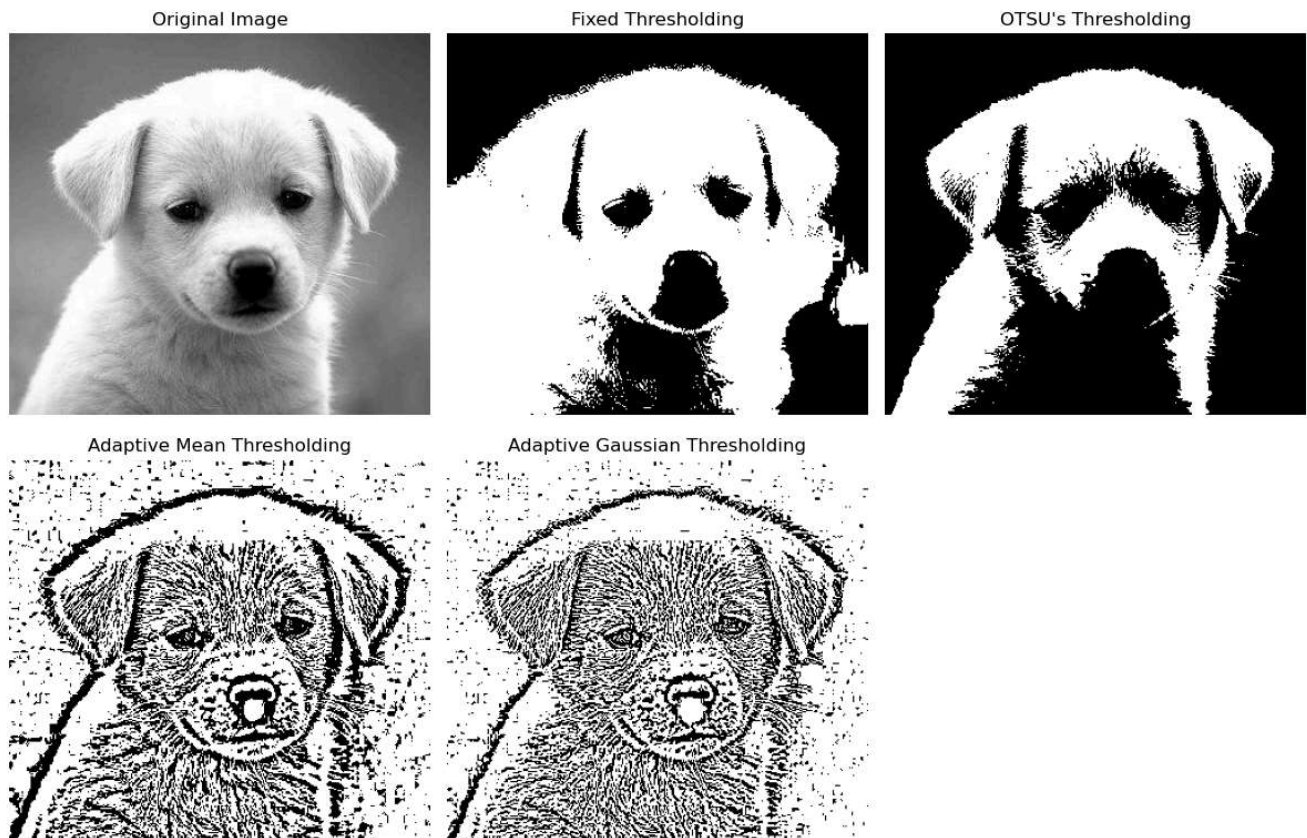 Original Image
Fixed Thresholding
OTSU's Thresholding
Adaptive Mean Thresholding
Adaptive Gaussian Thresholding